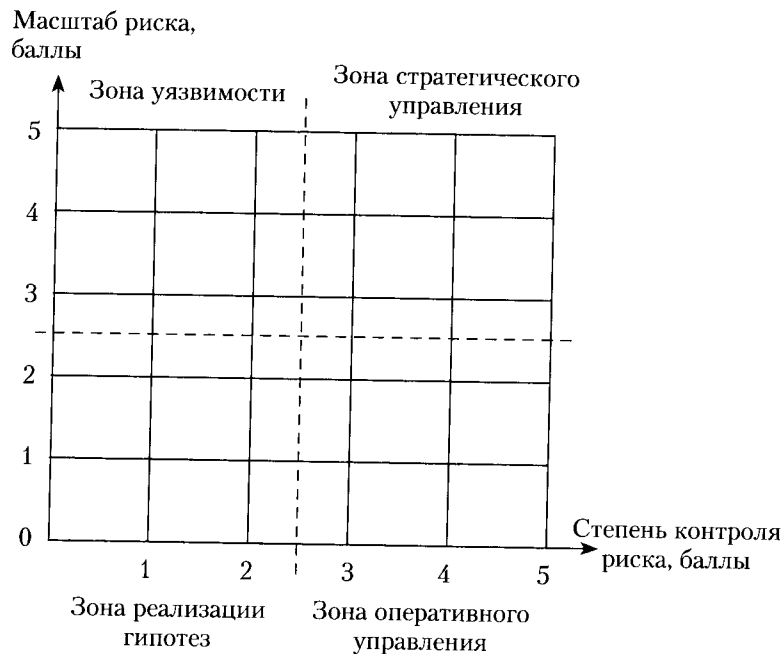 Масштаб риска,
баллы
Зона уязвимости
Зона стратегического
управления
5
4
3
2
1
0
1 2 3 4 5
Степень контроля
риска, баллы
Зона реализации
гипотез
Зона оперативного
управления